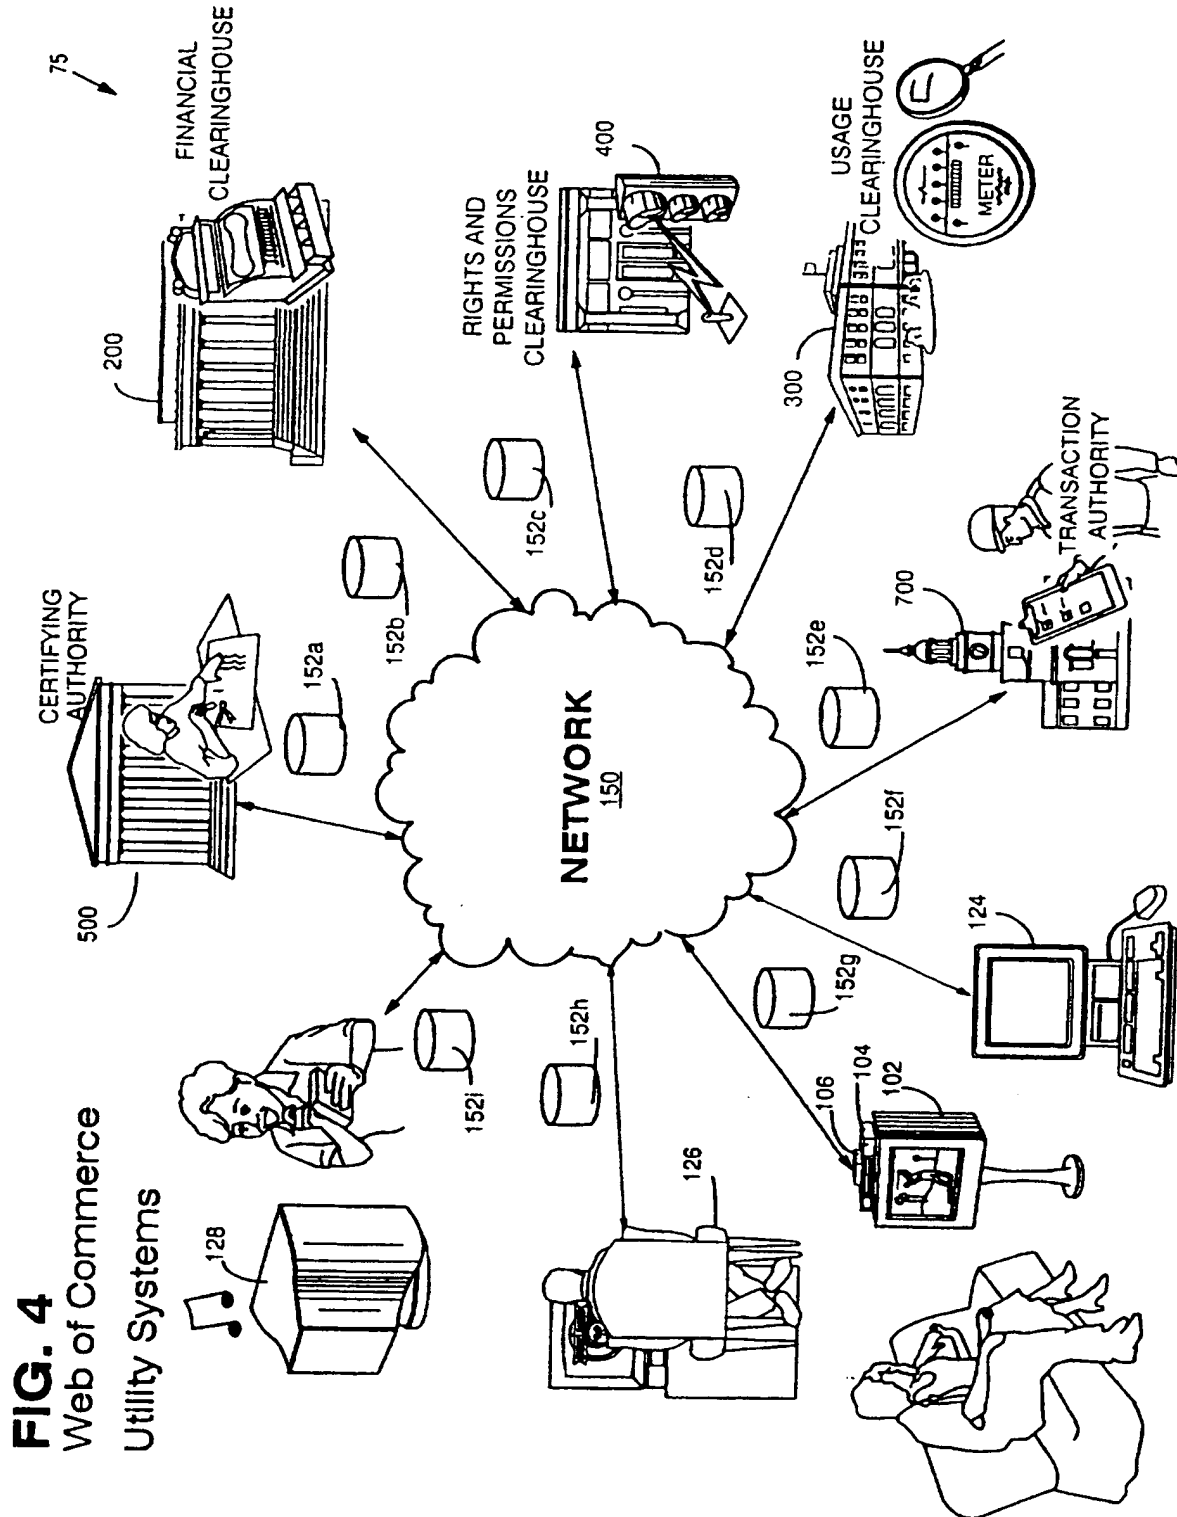 FIG. 4
Web of Commerce
Utility Systems
75
CERTIFYING
AUTHORITY
500
FINANCIAL
CLEARINGHOUSE
200
RIGHTS AND
PERMISSIONS
CLEARINGHOUSE
400
USAGE
CLEARINGHOUSE
300
METER
TRANSACTION
AUTHORITY
700
NETWORK
150
152a
152b
152c
152d
152e
152f
152g
152h
152i
128
126
106
104
102
124